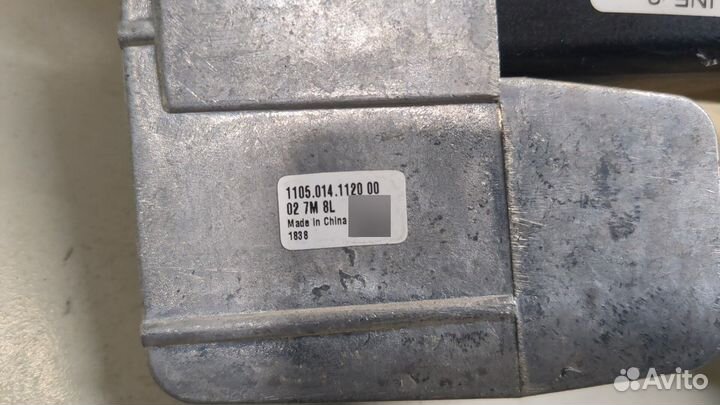 1105.014.1120 00
02 7M 8L
Made in China
1838
Avito